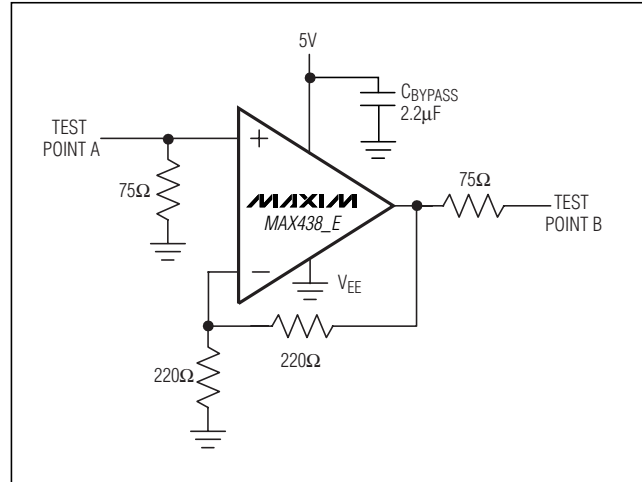 5V
CBYPASS
2.2µF
TEST
POINT A
+
75Ω
75Ω
MAXIM
MAX438_E
TEST
POINT B
−
VEE
220Ω
220Ω